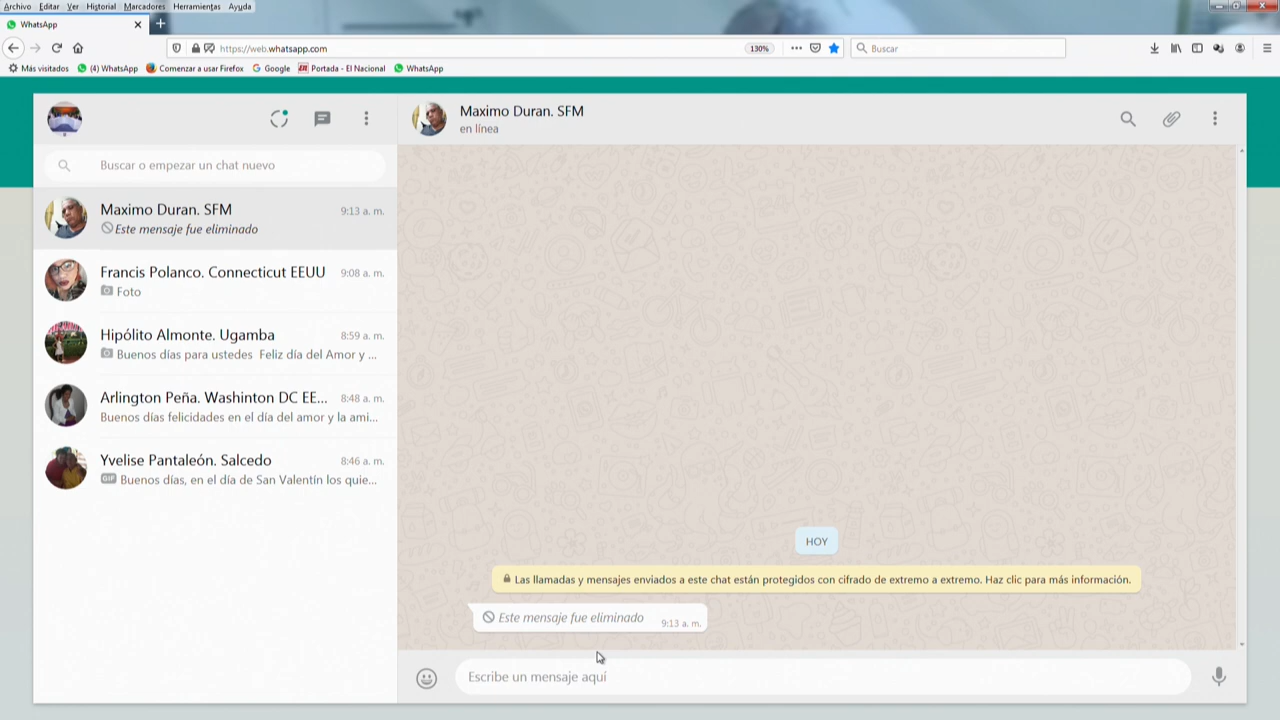 Archivo Editar Ver Historial Marcadores Herramientas Ayuda
WhatsApp
https://web.whatsapp.com
130%
Buscar
Más visitados (4) WhatsApp Comenzar a usar Firefox Google Portada - El Nacional WhatsApp
Maximo Duran. SFM
en línea
Buscar o empezar un chat nuevo
Maximo Duran. SFM 9:13 a. m.
Este mensaje fue eliminado
Francis Polanco. Connecticut EEUU 9:08 a. m.
Foto
Hipólito Almonte. Ugamba 8:59 a. m.
Buenos días para ustedes Feliz día del Amor y ...
Arlington Peña. Washinton DC EE... 8:48 a. m.
Buenos días felicidades en el día del amor y la ami...
Yvelise Pantaleón. Salcedo 8:46 a. m.
GIF Buenos días, en el día de San Valentín los quie...
HOY
Las llamadas y mensajes enviados a este chat están protegidos con cifrado de extremo a extremo. Haz clic para más información.
Este mensaje fue eliminado 9:13 a. m.
Escribe un mensaje aquí